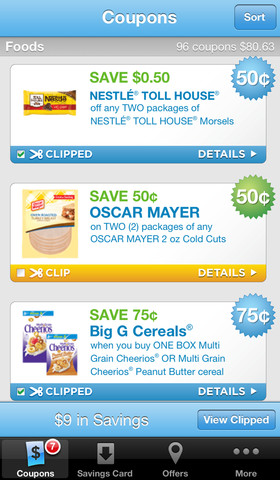 Coupons
Sort
Foods
96 coupons $80.63
SAVE $0.50
50¢
NESTLÉ® TOLL HOUSE®
off any TWO packages of
NESTLÉ® TOLL HOUSE® Morsels
CLIPPED
DETAILS
SAVE 50¢
50¢
OSCAR MAYER
on TWO (2) packages of any
OSCAR MAYER 2 oz Cold Cuts
CLIP
DETAILS
SAVE 75¢
75¢
Big G Cereals®
when you buy ONE BOX Multi
Grain Cheerios® OR Multi Grain
Cheerios® Peanut Butter cereal
Cheerios
Cheerios
CLIPPED
DETAILS
$9 in Savings
View Clipped
$
7
Coupons
Savings Card
Offers
More